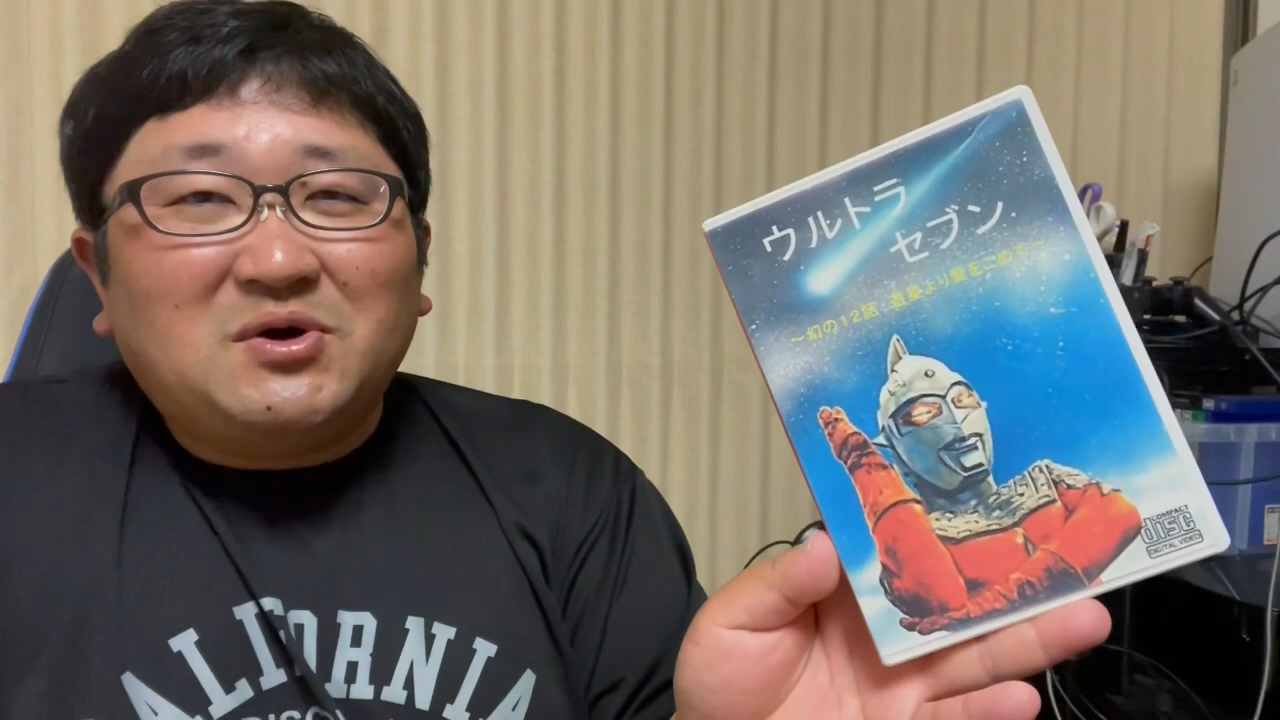 ウルトラ
セブン
～幻の12話 遊星より愛をこめて～
COMPACT
disc
DIGITAL VIDEO
ALIFORNIA